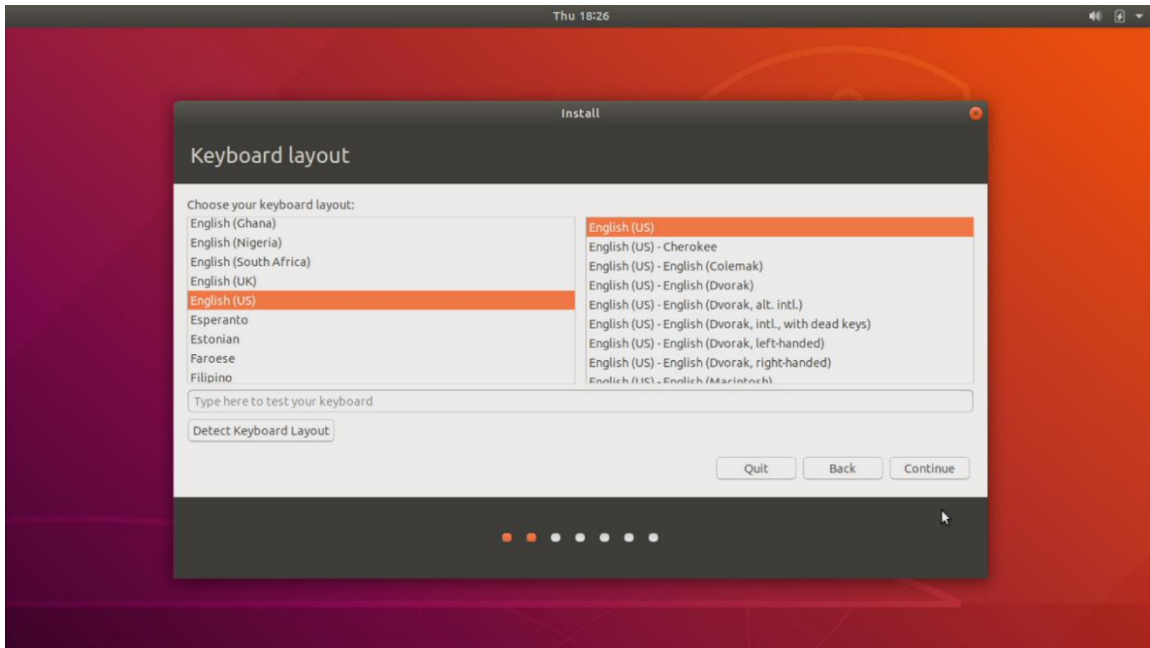 Thu 18:26
Install
Keyboard layout
Choose your keyboard layout:
English (Ghana)
English (Nigeria)
English (South Africa)
English (UK)
English (US)
Esperanto
Estonian
Faroese
Filipino
English (US)
English (US) - Cherokee
English (US) - English (Colemak)
English (US) - English (Dvorak)
English (US) - English (Dvorak, alt. intl.)
English (US) - English (Dvorak, intl., with dead keys)
English (US) - English (Dvorak, left-handed)
English (US) - English (Dvorak, right-handed)
English (US) - English (Macintosh)
Type here to test your keyboard
Detect Keyboard Layout
Quit
Back
Continue